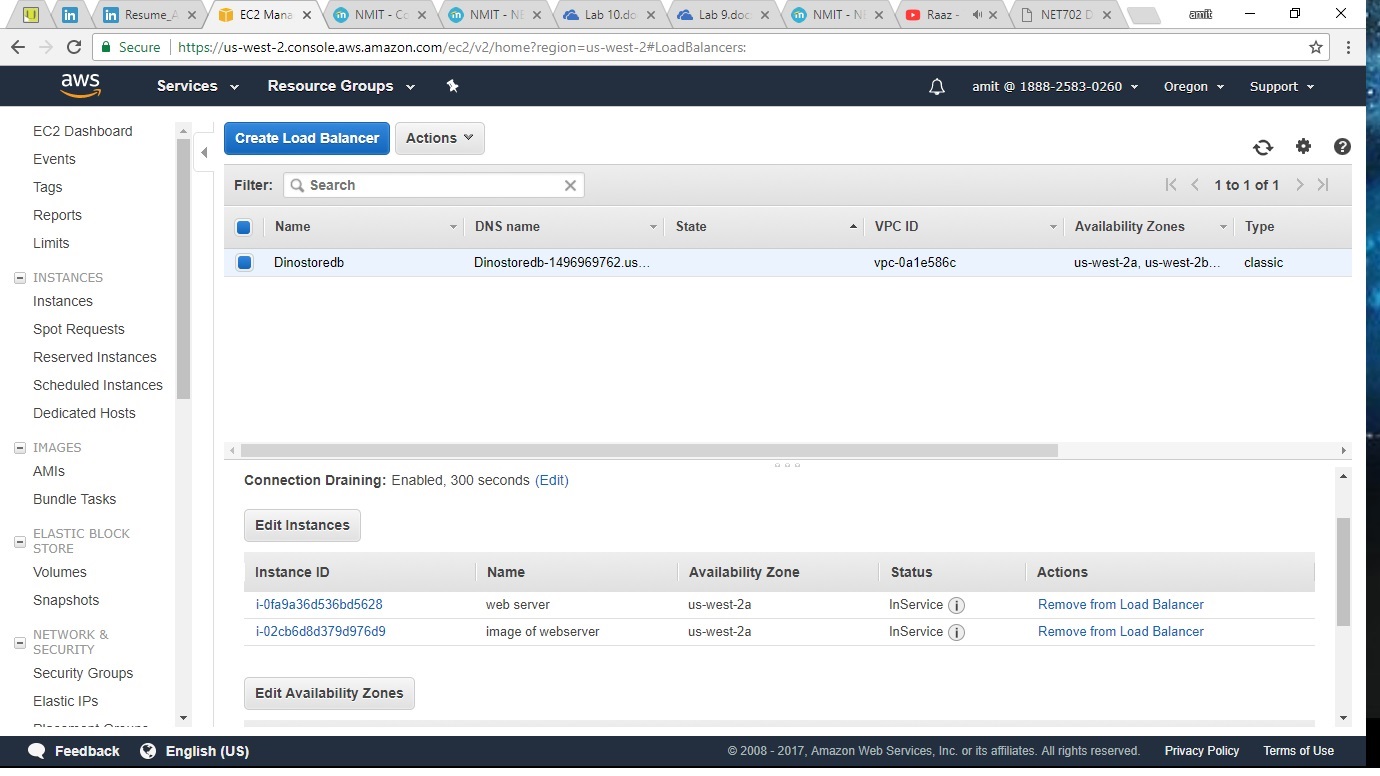 Resume_A
EC2 Mana
NMIT - Co
NMIT - NE
Lab 10.do
Lab 9.doc
NMIT - NE
Raaz -
NET702 D
amit
Secure https://us-west-2.console.aws.amazon.com/ec2/v2/home?region=us-west-2#LoadBalancers:
aws Services Resource Groups amit @ 1888-2583-0260 Oregon Support
EC2 Dashboard
Events
Tags
Reports
Limits
INSTANCES
Instances
Spot Requests
Reserved Instances
Scheduled Instances
Dedicated Hosts
IMAGES
AMIs
Bundle Tasks
ELASTIC BLOCK
STORE
Volumes
Snapshots
NETWORK &
SECURITY
Security Groups
Elastic IPs
Placement Groups
Create Load Balancer Actions
Filter: Search 1 to 1 of 1
Name DNS name State VPC ID Availability Zones Type
Dinostoredb Dinostoredb-1496969762.us... vpc-0a1e586c us-west-2a, us-west-2b... classic
Connection Draining: Enabled, 300 seconds (Edit)
Edit Instances
Instance ID Name Availability Zone Status Actions
i-0fa9a36d536bd5628 web server us-west-2a InService Remove from Load Balancer
i-02cb6d8d379d976d9 image of webserver us-west-2a InService Remove from Load Balancer
Edit Availability Zones
Feedback English (US) © 2008 - 2017, Amazon Web Services, Inc. or its affiliates. All rights reserved. Privacy Policy Terms of Use